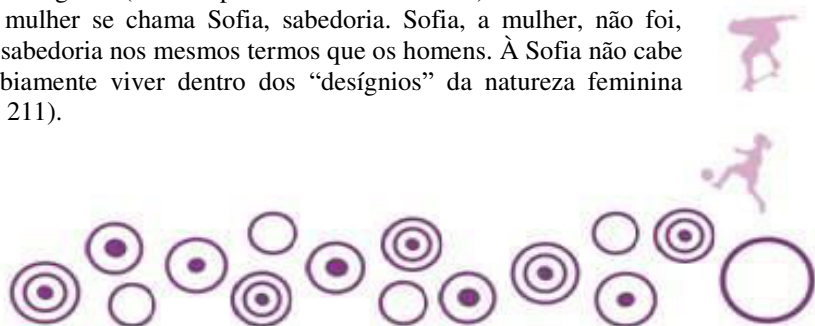 mulher se chama Sofia, sabedoria. Sofia, a mulher, não foi,
sabedoria nos mesmos termos que os homens. À Sofia não cabe
biamente viver dentro dos “desígnios” da natureza feminina
211).